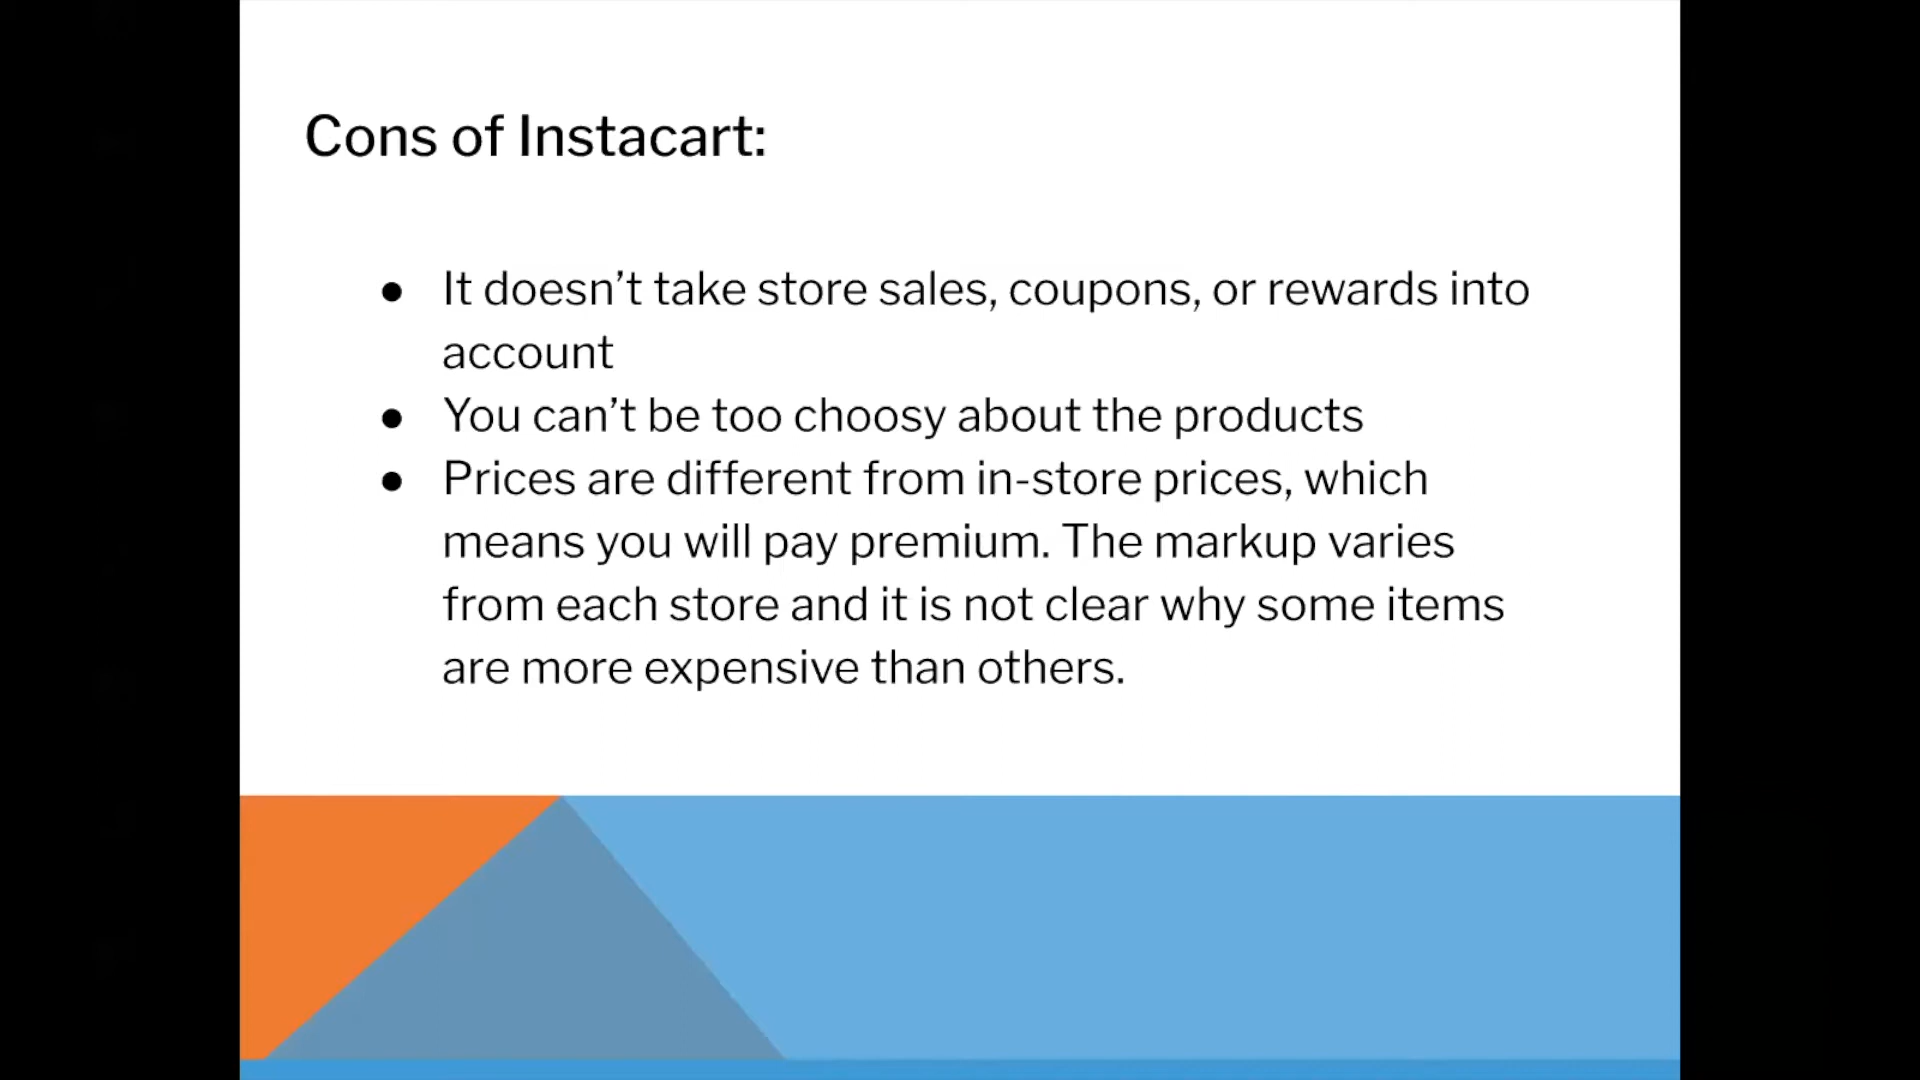 Cons of Instacart:
● It doesn’t take store sales, coupons, or rewards into
account
● You can’t be too choosy about the products
● Prices are different from in-store prices, which
means you will pay premium. The markup varies
from each store and it is not clear why some items
are more expensive than others.